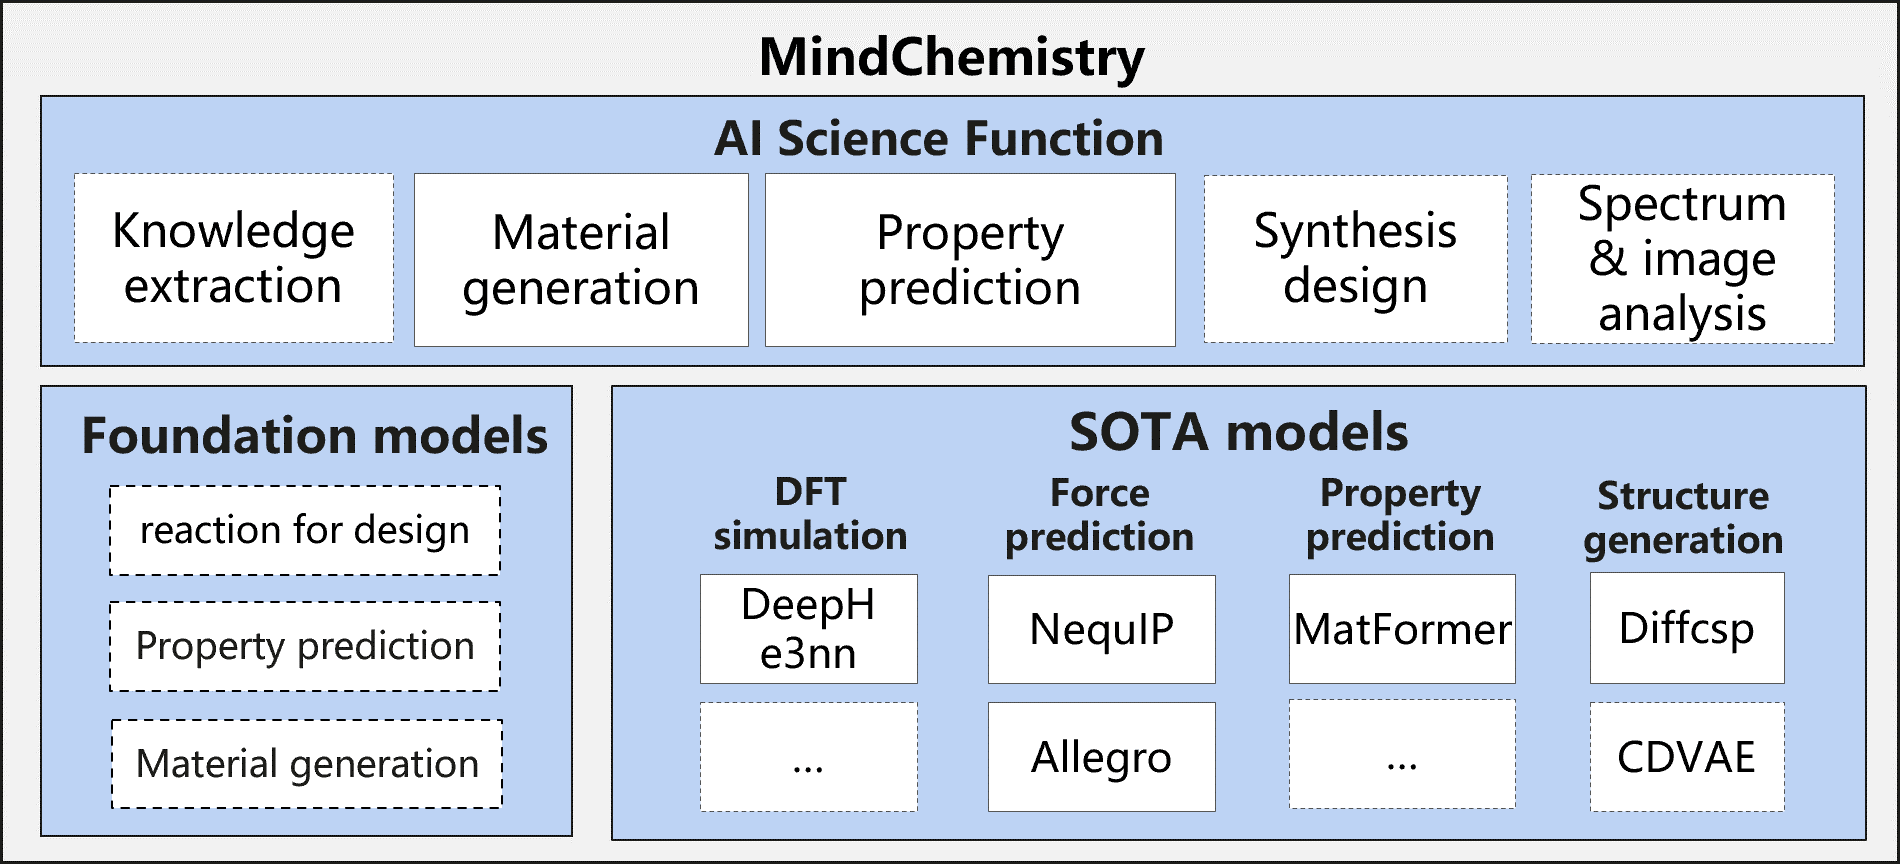 MindChemistry
AI Science Function
Knowledge
extraction
Material
generation
Property
prediction
Synthesis
design
Spectrum
& image
analysis
Foundation models
reaction for design
Property prediction
Material generation
SOTA models
DFT
simulation
DeepH
e3nn
...
Force
prediction
NequIP
Allegro
Property
prediction
MatFormer
...
Structure
generation
Diffcsp
CDVAE